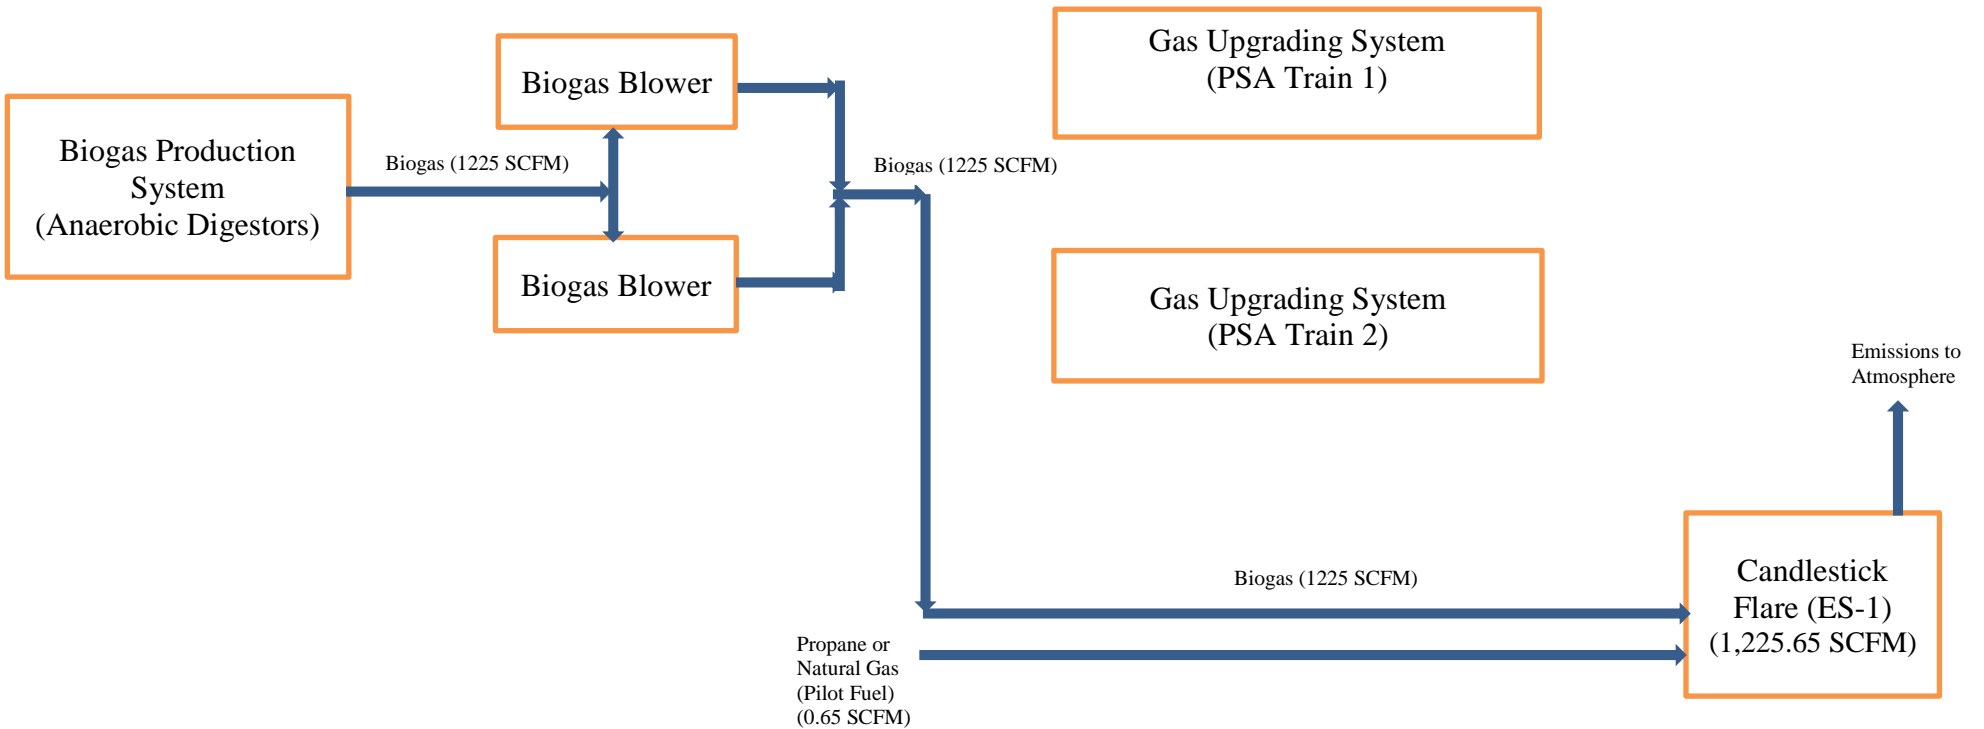 Biogas Production
System
(Anaerobic Digestors)
Biogas (1225 SCFM)
Biogas Blower
Biogas Blower
Biogas (1225 SCFM)
Gas Upgrading System
(PSA Train 1)
Gas Upgrading System
(PSA Train 2)
Emissions to
Atmosphere
Biogas (1225 SCFM)
Propane or
Natural Gas
(Pilot Fuel)
(0.65 SCFM)
Candlestick
Flare (ES-1)
(1,225.65 SCFM)